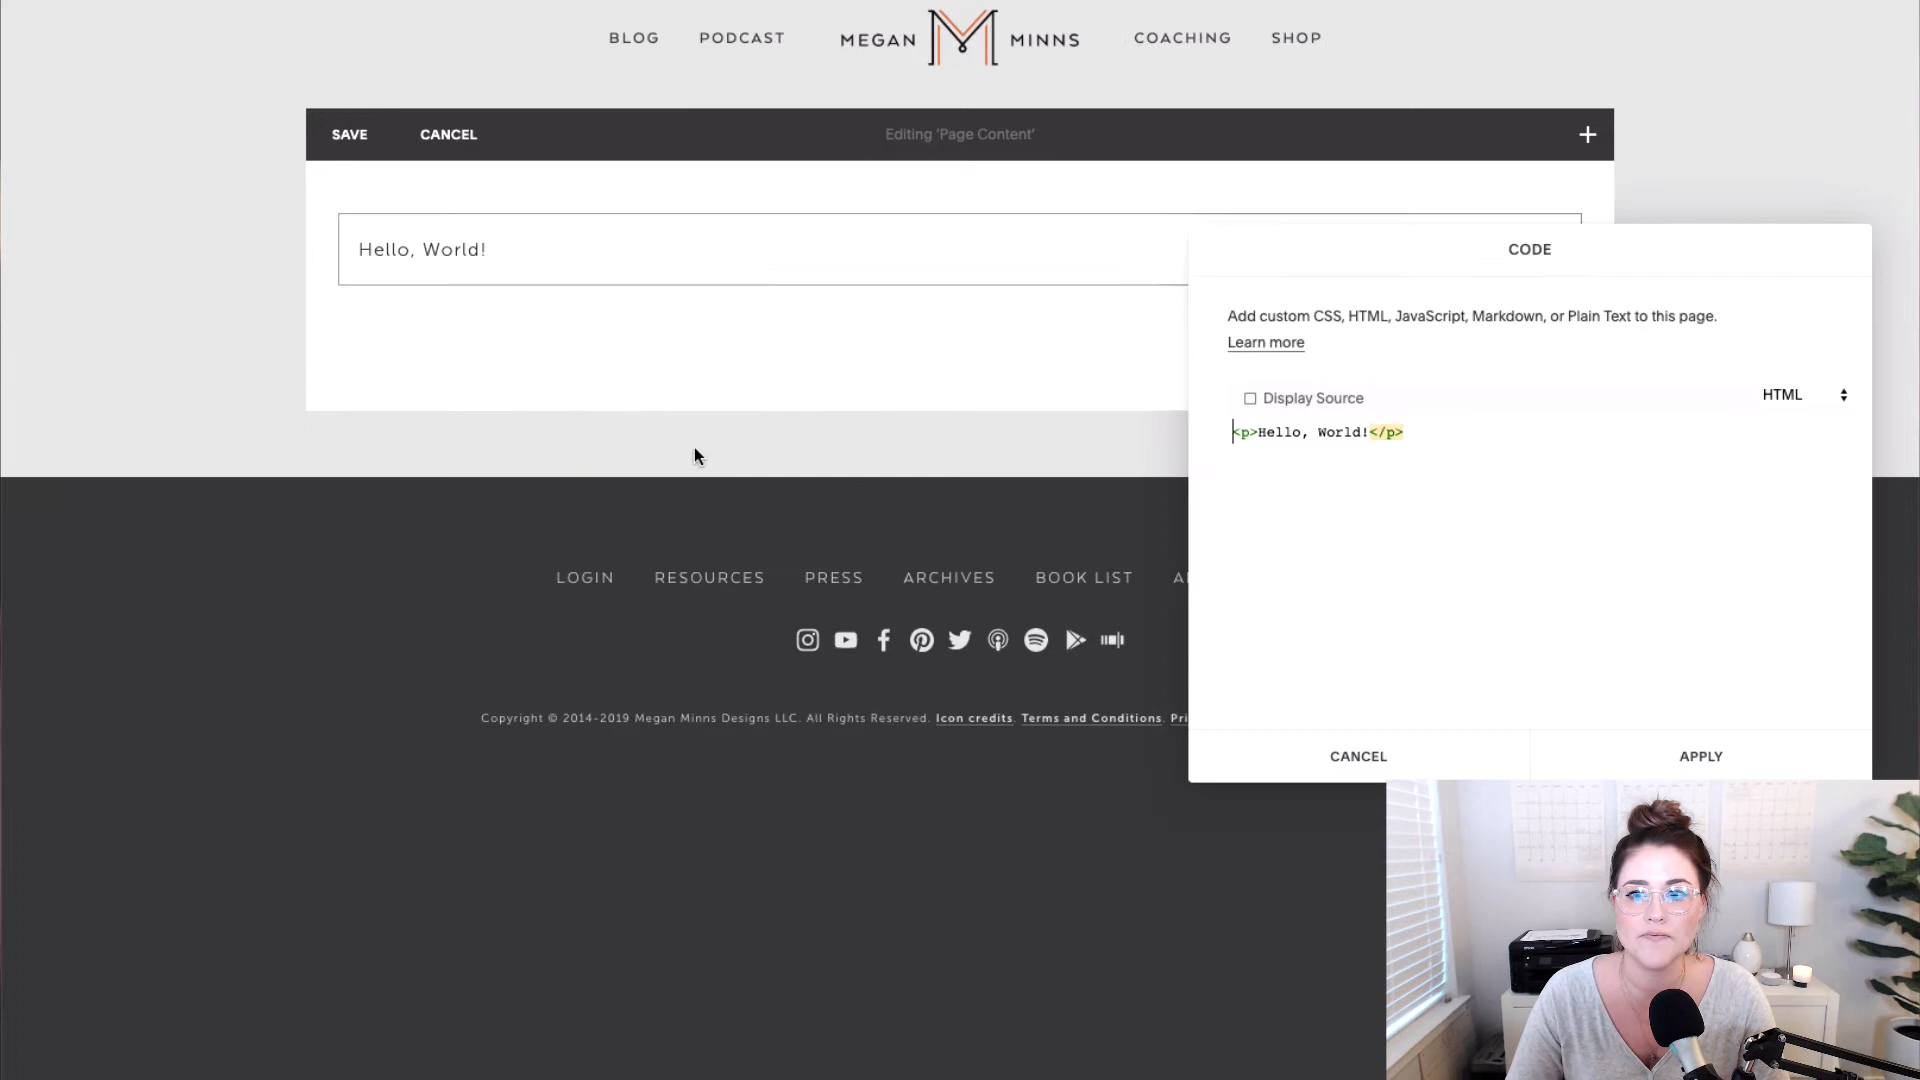 BLOG PODCAST MEGAN MINNS COACHING SHOP
SAVE CANCEL Editing 'Page Content' +
Hello, World!
CODE
Add custom CSS, HTML, JavaScript, Markdown, or Plain Text to this page.
Learn more
Display Source HTML
<p>Hello, World!</p>
CANCEL APPLY
LOGIN RESOURCES PRESS ARCHIVES BOOK LIST
Copyright © 2014-2019 Megan Minns Designs LLC. All Rights Reserved. Icon credits. Terms and Conditions. Pri